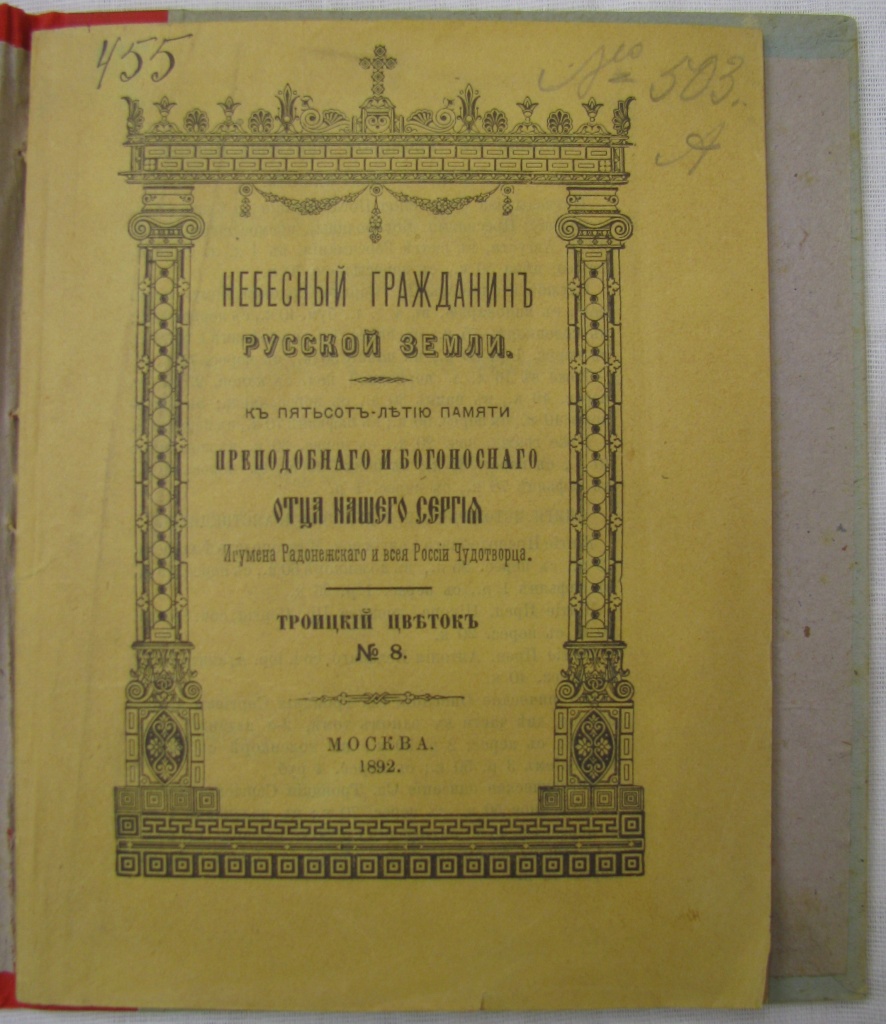 455
№ 503.
А
НЕБЕСНЫЙ ГРАЖДАНИНЪ
РУССКОЙ ЗЕМЛИ.
КЪ ПЯТЬСОТЪ-ЛѢТІЮ ПАМЯТИ
ПРЕПОДОБНАГО И БОГОНОСНАГО
ОТЦА НАШЕГО СЕРГІѦ
Игумена Радонежскаго и всея Россіи Чудотворца.
ТРОИЦКІЙ ЦВѢТОКЪ
№ 8.
МОСКВА.
1892.